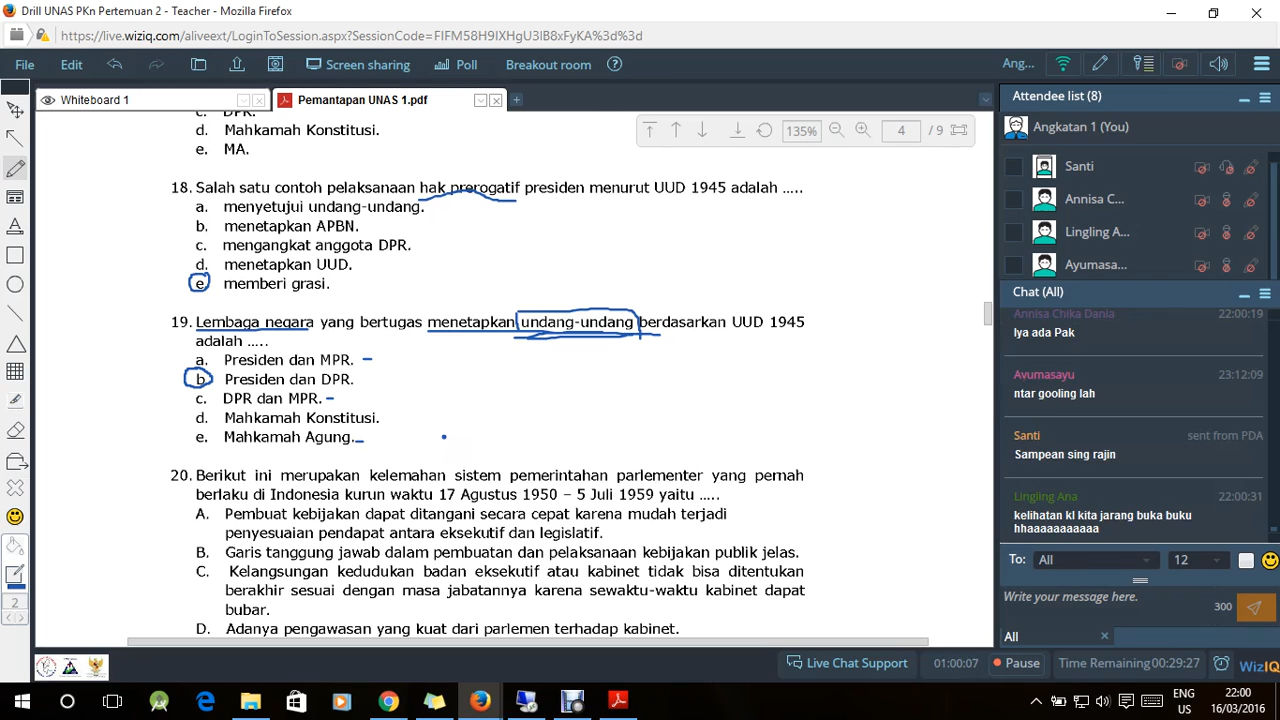 Drill UNAS PKn Pertemuan 2 - Teacher - Mozilla Firefox
https://live.wiziq.com/aliveext/LoginToSession.aspx?SessionCode=FIFM58H9IXHgU3lB8xFyKA%3d%3d
File Edit Screen sharing Poll Breakout room ? Ang...
Whiteboard 1 Pemantapan UNAS 1.pdf
135% 4 / 9
c. DPR.
d. Mahkamah Konstitusi.
e. MA.
18. Salah satu contoh pelaksanaan hak prerogatif presiden menurut UUD 1945 adalah .....
a. menyetujui undang-undang.
b. menetapkan APBN.
c. mengangkat anggota DPR.
d. menetapkan UUD.
e. memberi grasi.
19. Lembaga negara yang bertugas menetapkan undang-undang berdasarkan UUD 1945
adalah .....
a. Presiden dan MPR.
b. Presiden dan DPR.
c. DPR dan MPR.
d. Mahkamah Konstitusi.
e. Mahkamah Agung.
20. Berikut ini merupakan kelemahan sistem pemerintahan parlementer yang pernah
berlaku di Indonesia kurun waktu 17 Agustus 1950 – 5 Juli 1959 yaitu .....
A. Pembuat kebijakan dapat ditangani secara cepat karena mudah terjadi
penyesuaian pendapat antara eksekutif dan legislatif.
B. Garis tanggung jawab dalam pembuatan dan pelaksanaan kebijakan publik jelas.
C. Kelangsungan kedudukan badan eksekutif atau kabinet tidak bisa ditentukan
berakhir sesuai dengan masa jabatannya karena sewaktu-waktu kabinet dapat
bubar.
D. Adanya pengawasan yang kuat dari parlemen terhadap kabinet.
2
Attendee list (8)
Angkatan 1 (You)
Santi
Annisa C...
Lingling A...
Ayumasa...
Chat (All)
Annisa Chika Dania 22:00:19
Iya ada Pak
Avumasayu 23:12:09
ntar gooling lah
Santi sent from PDA
Sampean sing rajin
Lingling Ana 22:00:31
kelihatan kl kita jarang buka buku
hhaaaaaaaaaaa
To: All 12
Write your message here.
300
All
Live Chat Support 01:00:07 Pause Time Remaining 00:29:27 WizIQ
ENG 22:00
US 16/03/2016